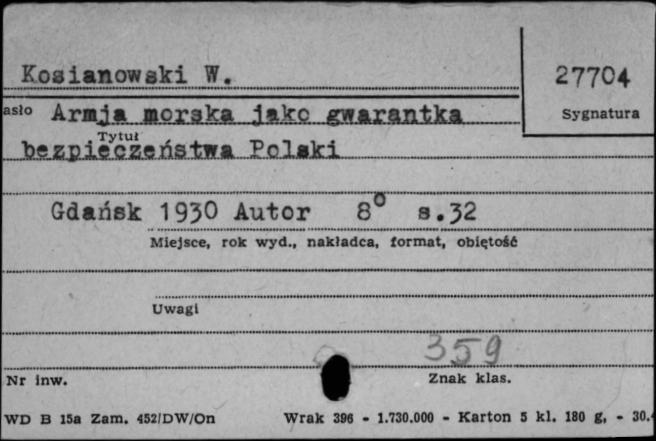 Kosianowski W.
27704
asło Armja morska jako gwarantka
Sygnatura
Tytuł
bezpieczeństwa Polski
Gdańsk 1930 Autor 8° s.32
Miejsce, rok wyd., nakładca, format, obiętość
Uwagi
359
Nr inw.
Znak klas.
WD B 15a Zam. 452/DW/On Wrak 396 - 1.730.000 - Karton 5 kl. 180 g, - 30.